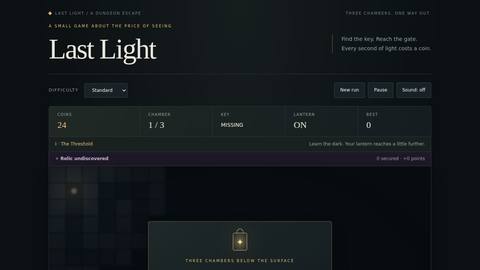 LAST LIGHT / A DUNGEON ESCAPE
THREE CHAMBERS. ONE WAY OUT.
A SMALL GAME ABOUT THE PRICE OF SEEING
Last Light
Find the key. Reach the gate.
Every second of light costs a coin.
DIFFICULTY
Standard
New run
Pause
Sound: off
COINS
24
CHAMBER
1 / 3
KEY
MISSING
LANTERN
ON
BEST
0
I · The Threshold
Learn the dark. Your lantern reaches a little further.
Relic undiscovered
0 secured · +0 points
THREE CHAMBERS BELOW THE SURFACE